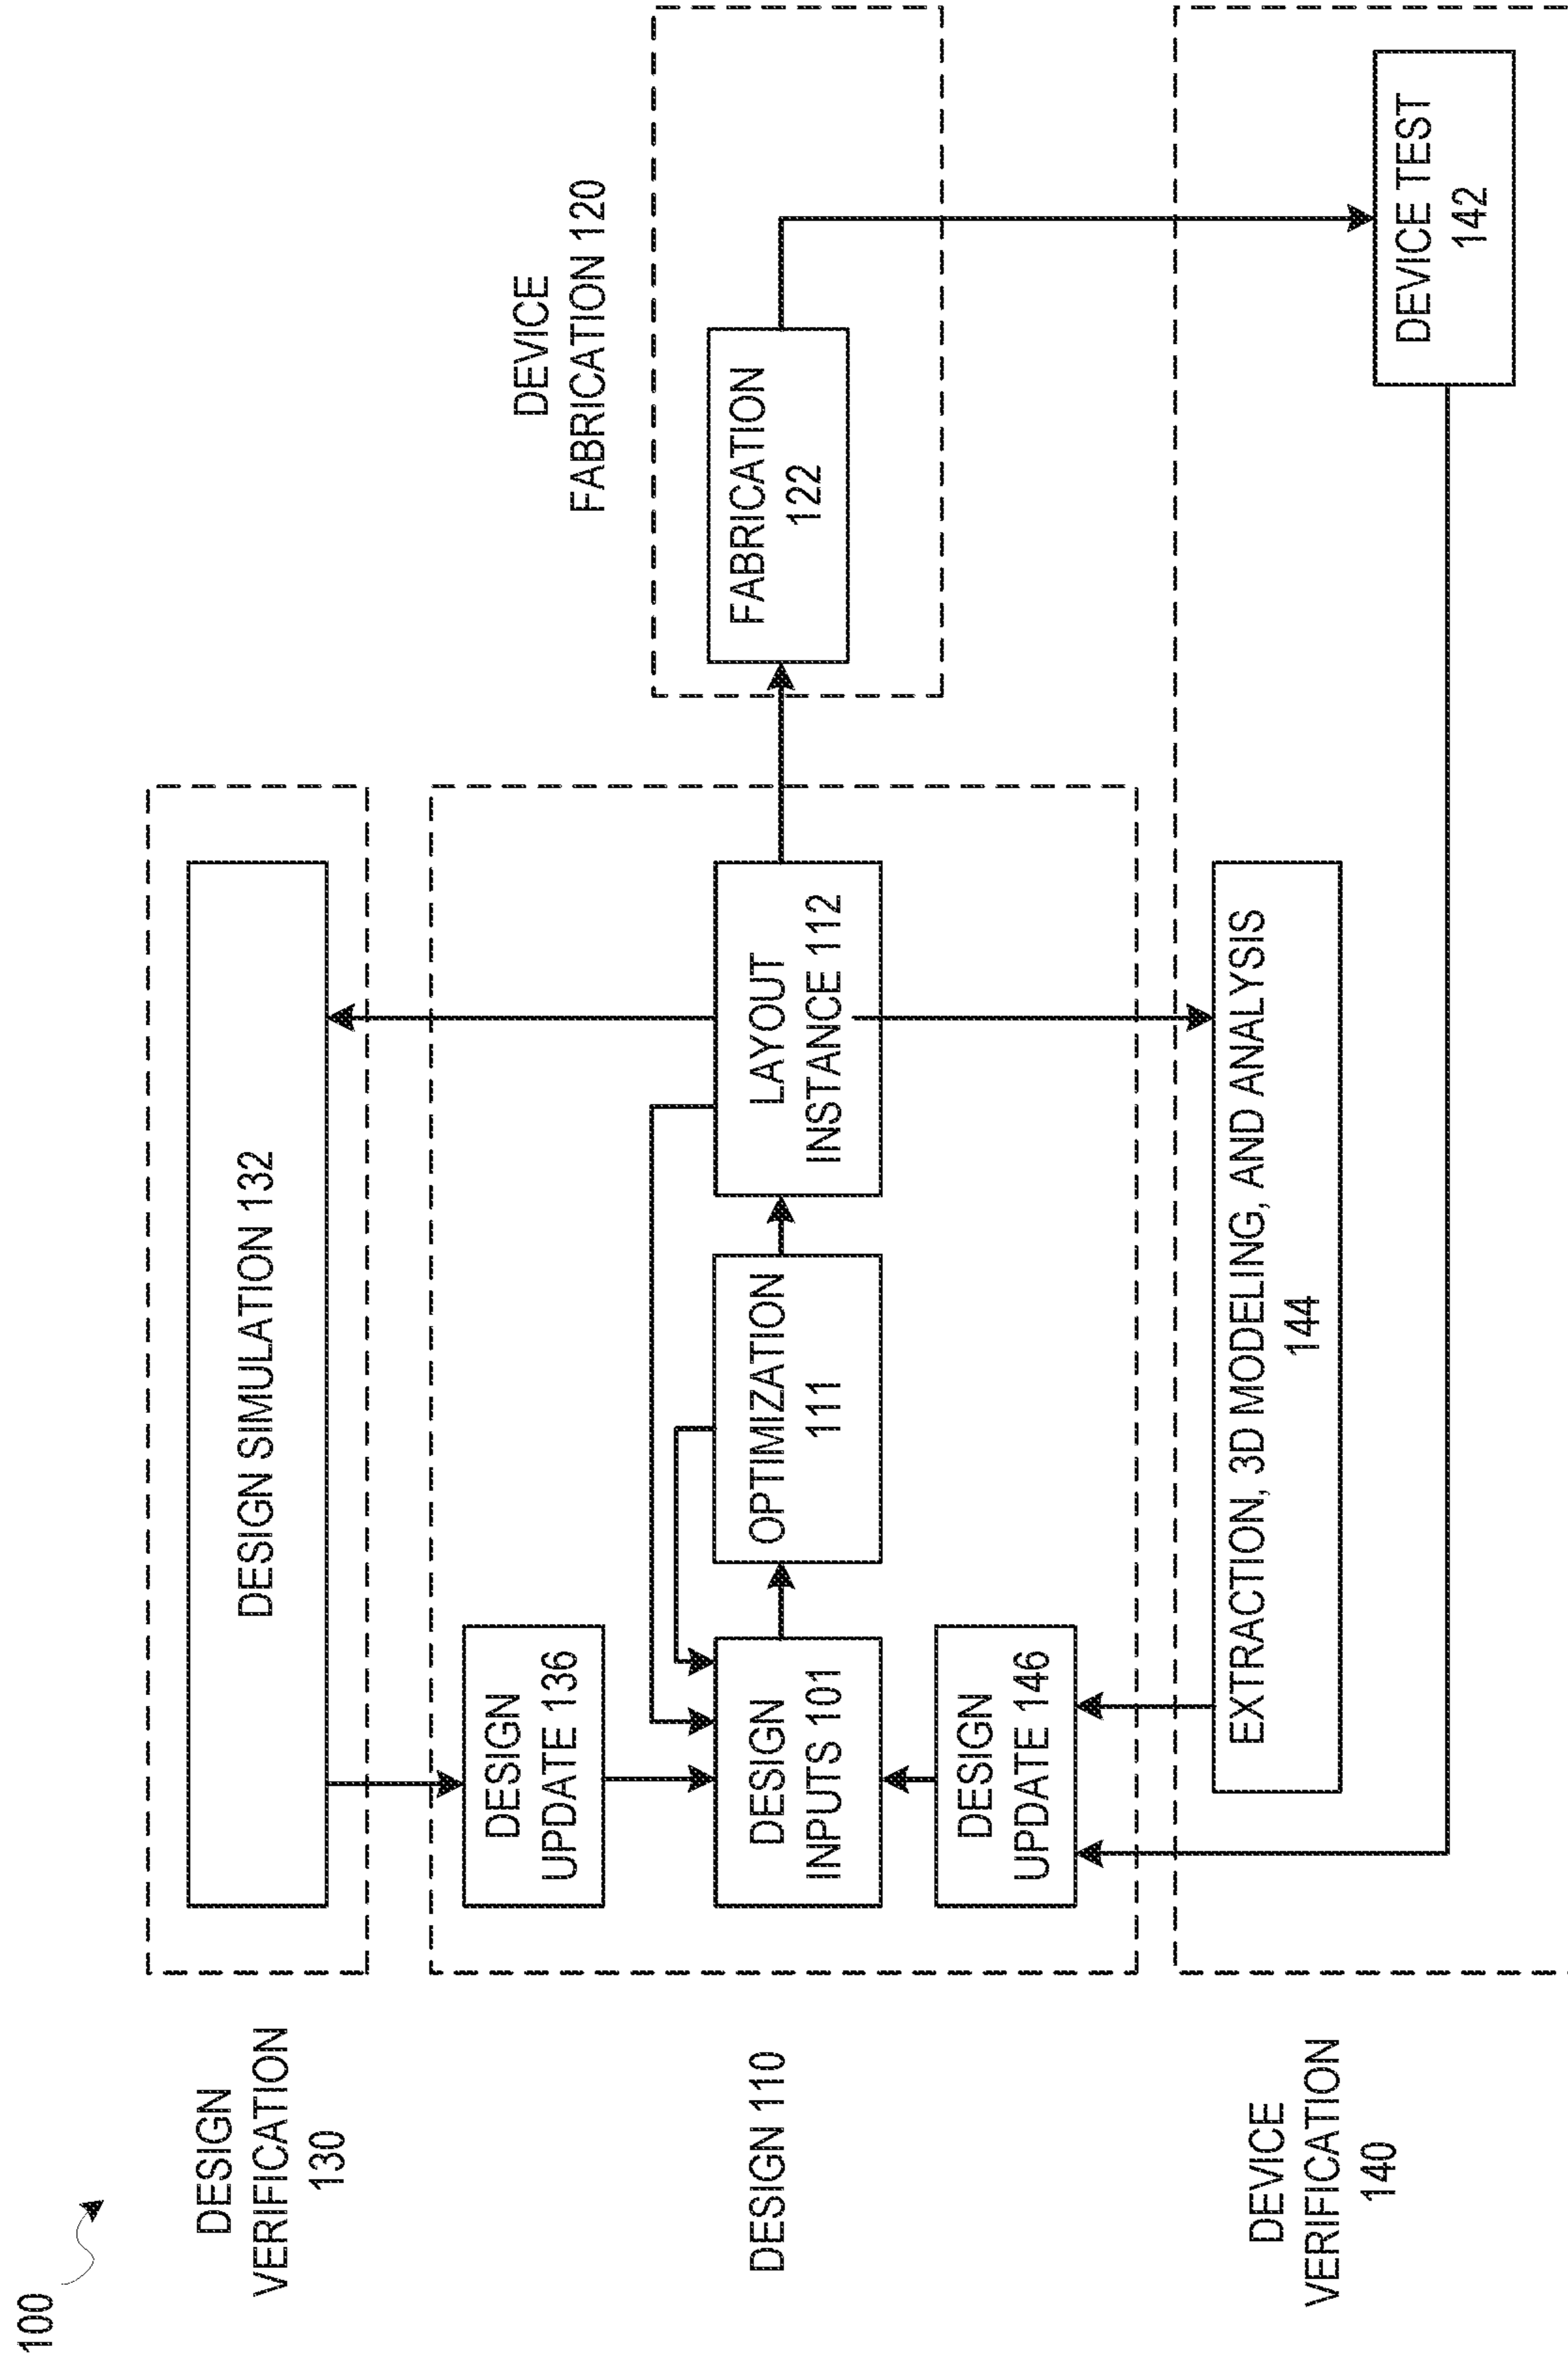 100
DESIGN
VERIFICATION
130
DESIGN SIMULATION 132
DESIGN 110
DESIGN
UPDATE 136
DESIGN
INPUTS 101
OPTIMIZATION
111
LAYOUT
INSTANCE 112
DESIGN
UPDATE 146
DEVICE
FABRICATION 120
FABRICATION
122
DEVICE
VERIFICATION
140
EXTRACTION, 3D MODELING, AND ANALYSIS
144
DEVICE TEST
142